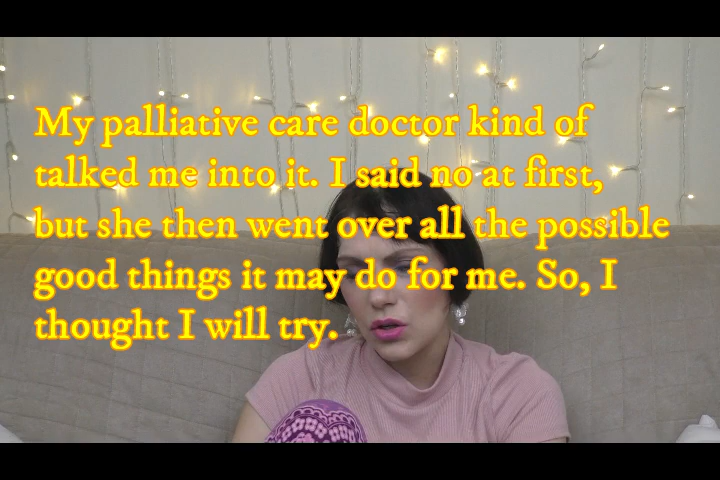 My palliative care doctor kind of
talked me into it. I said no at first,
but she then went over all the possible
good things it may do for me. So, I
thought I will try.